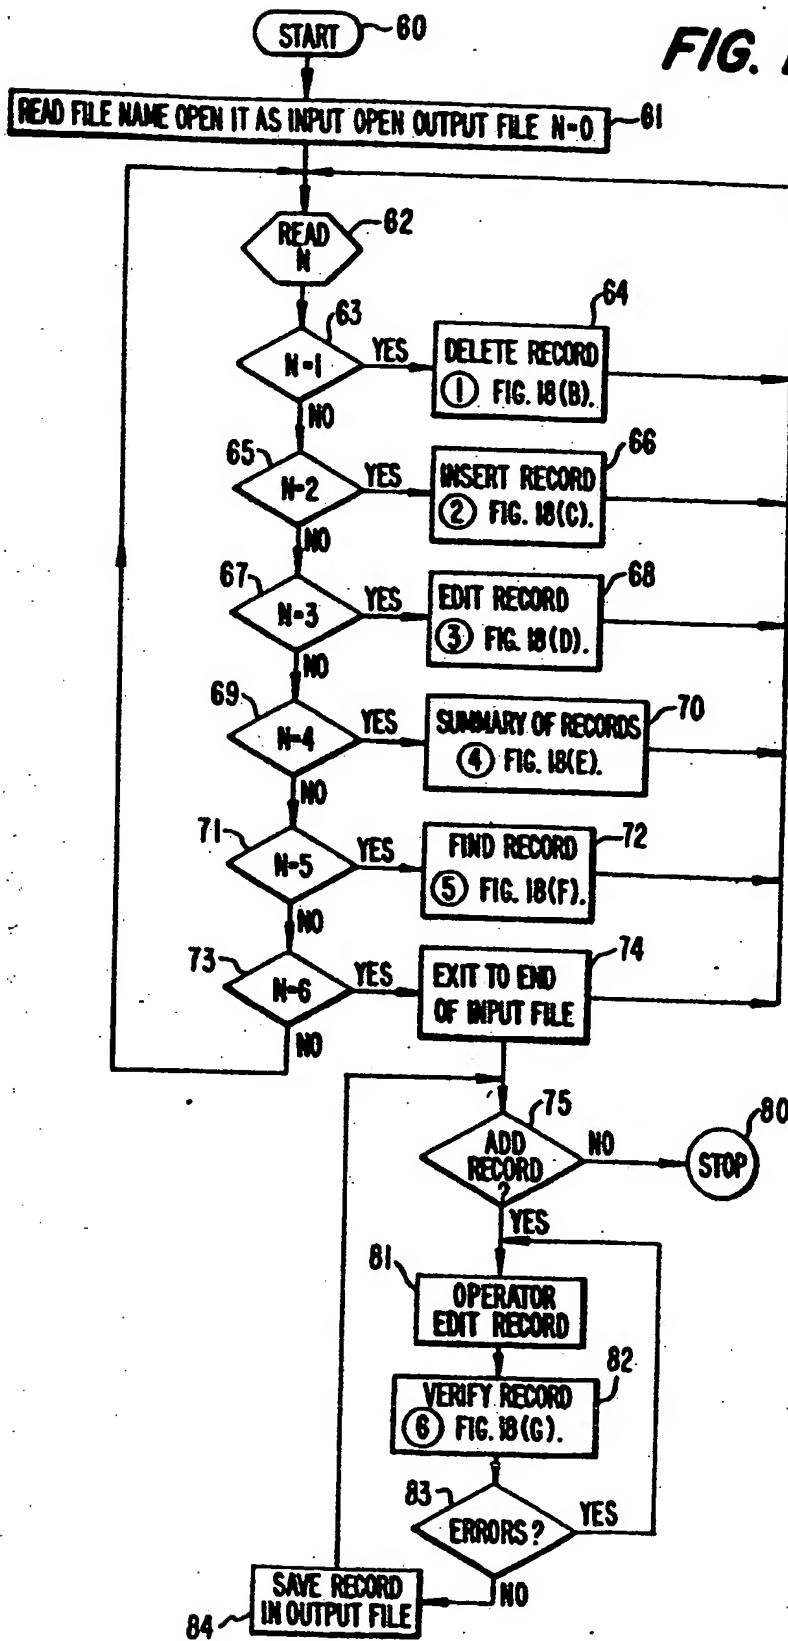 START
60
FIG.
READ FILE NAME OPEN IT AS INPUT OPEN OUTPUT FILE N=0
61
READ
N
62
63
N=1
YES
NO
64
DELETE RECORD
① FIG. 18(B).
65
N=2
YES
NO
66
INSERT RECORD
② FIG. 18(C).
67
N=3
YES
NO
68
EDIT RECORD
③ FIG. 18(D).
69
N=4
YES
NO
70
SUMMARY OF RECORDS
④ FIG. 18(E).
71
N=5
YES
NO
72
FIND RECORD
⑤ FIG. 18(F).
73
N=6
YES
NO
74
EXIT TO END
OF INPUT FILE
75
ADD
RECORD
?
NO
YES
80
STOP
81
OPERATOR
EDIT RECORD
82
VERIFY RECORD
⑥ FIG. 18(G).
83
ERRORS?
YES
NO
SAVE RECORD
IN OUTPUT FILE
84